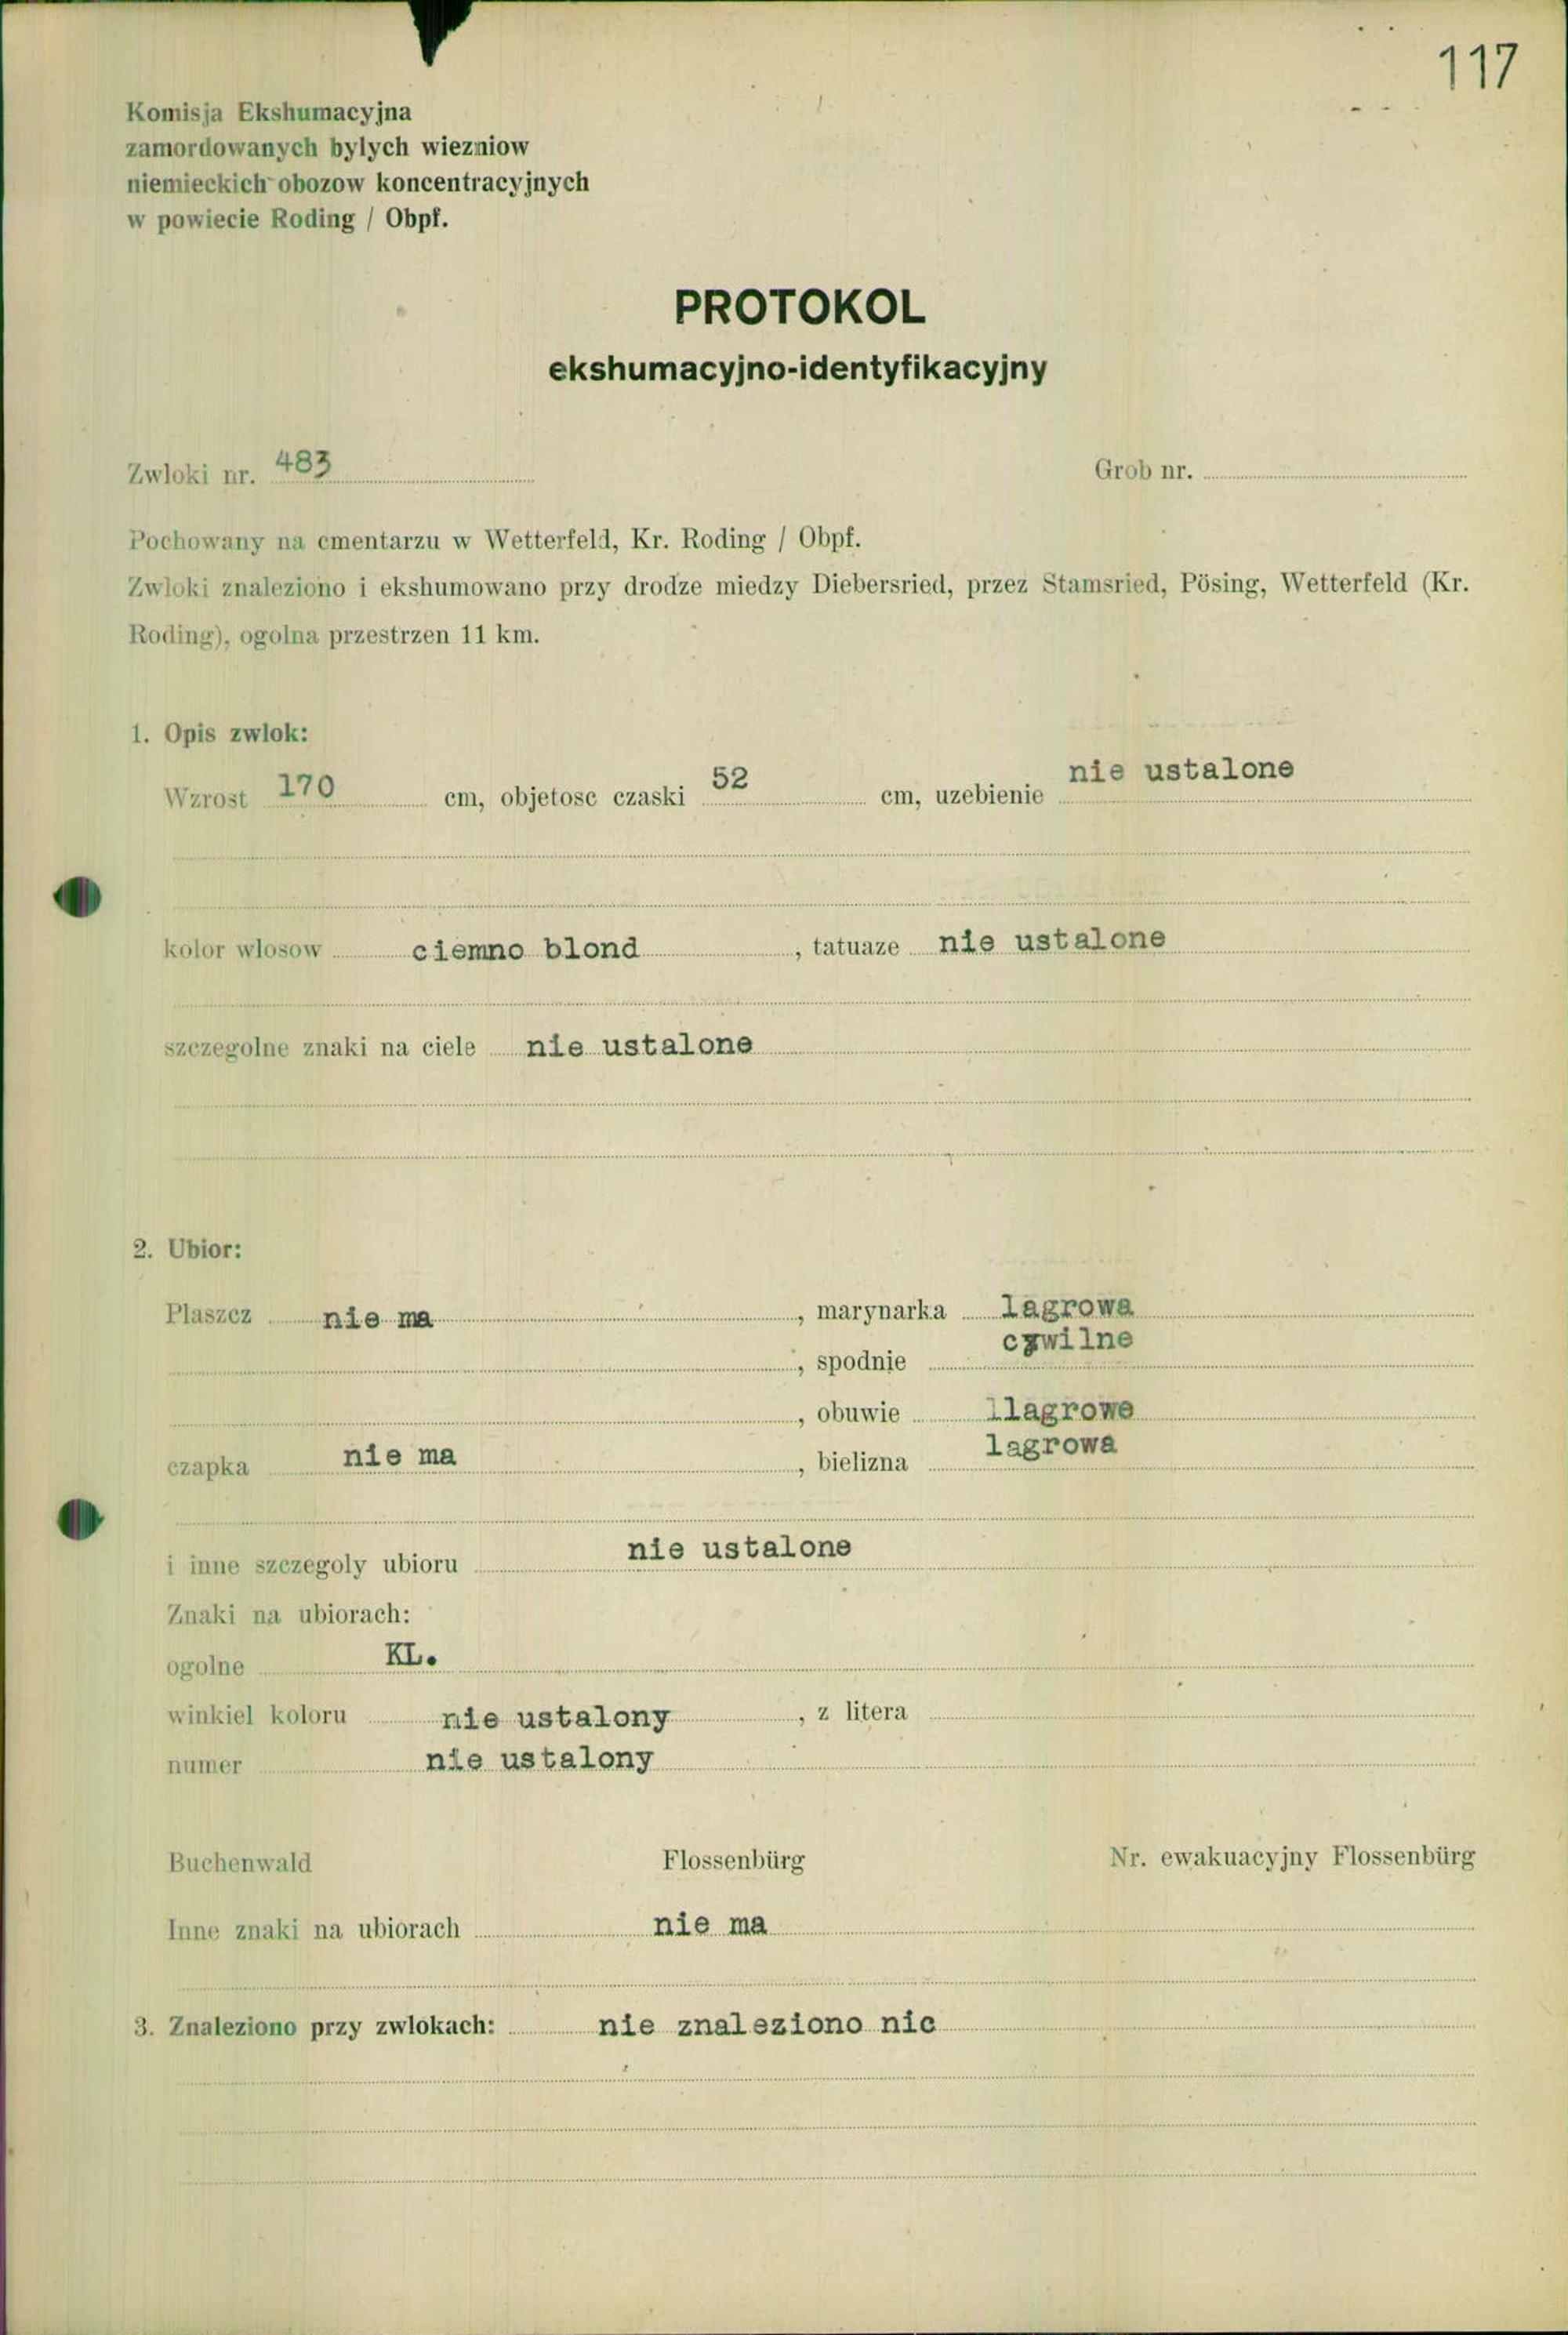 117
Komisja Ekshumacyjna
zamordowanych bylych wiezniow
niemieckich obozow koncentracyjnych
w powiecie Roding / Obpf.
PROTOKOL
ekshumacyjno-identyfikacyjny
Zwloki nr. 483 Grob nr.
Pochowany na cmentarzu w Wetterfeld, Kr. Roding / Obpf.
Zwloki znaleziono i ekshumowano przy drodze miedzy Diebersried, przez Stamsried, Pösing, Wetterfeld (Kr.
Roding), ogolna przestrzen 11 km.
1. Opis zwlok:
Wzrost 170 cm, objetosc czaski 52 cm, uzebienie nie ustalone
kolor wlosow ciemno blond, tatuaze nie ustalone
szczegolne znaki na ciele nie ustalone
2. Ubior:
Plaszcz nie ma, marynarka lagrowa
, spodnie cywilne
, obuwie llagrowe
czapka nie ma, bielizna lagrowa
i inne szczegoly ubioru nie ustalone
Znaki na ubiorach:
ogolne KL.
winkiel koloru nie ustalony, z litera
numer nie ustalony
Buchenwald Flossenbürg Nr. ewakuacyjny Flossenbürg
Inne znaki na ubiorach nie ma
3. Znaleziono przy zwlokach: nie znaleziono nic